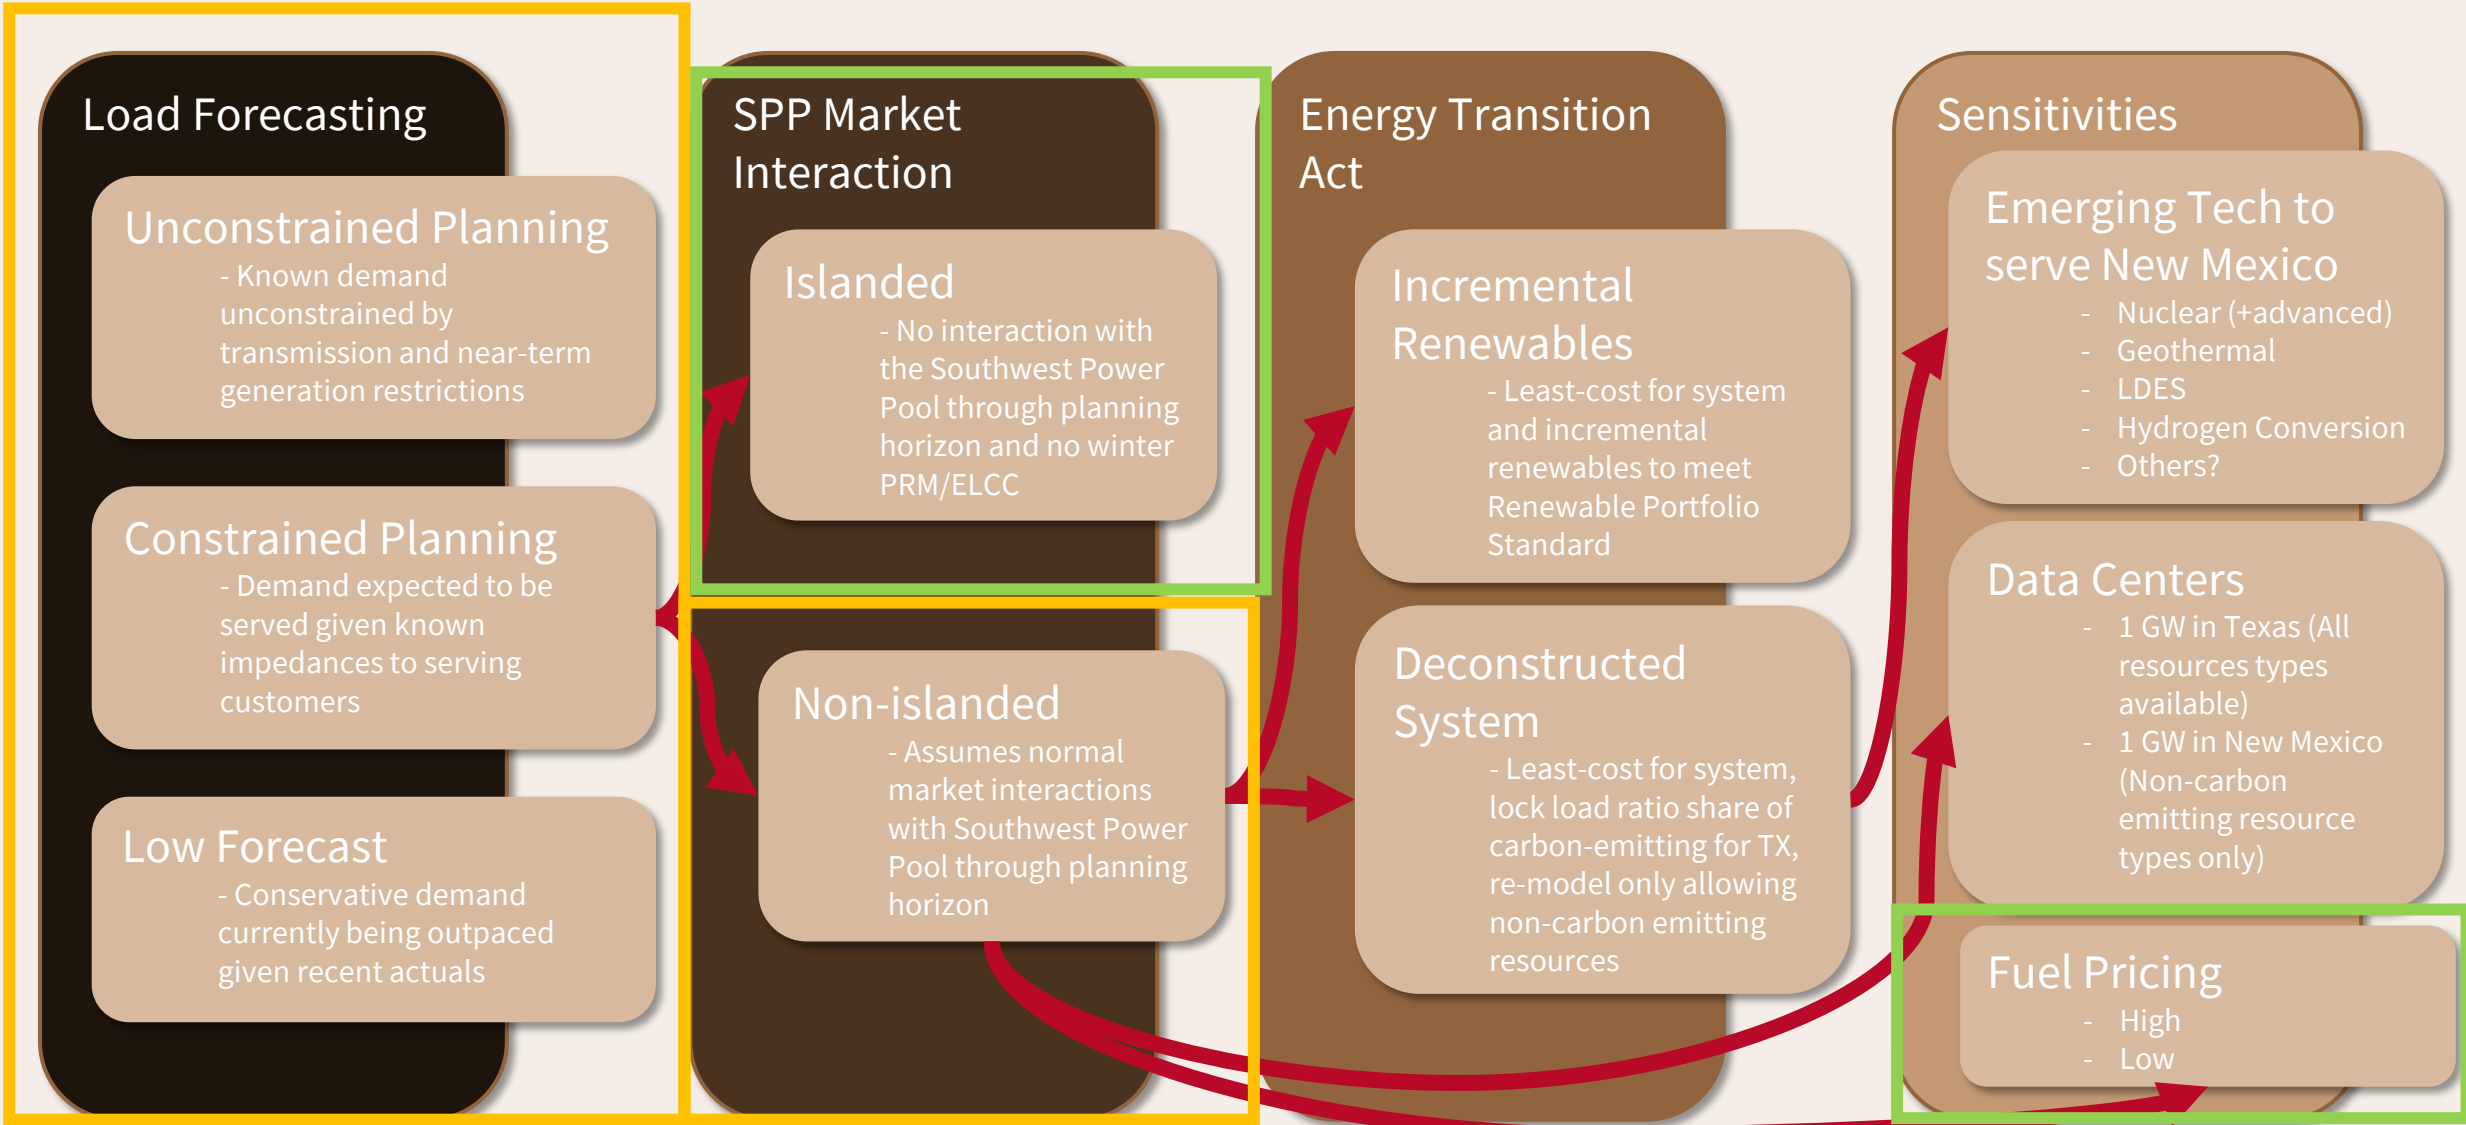 Load Forecasting
Unconstrained Planning
- Known demand
unconstrained by
transmission and near-term
generation restrictions
Constrained Planning
- Demand expected to be
served given known
impedances to serving
customers
Low Forecast
- Conservative demand
currently being outpaced
given recent actuals
SPP Market
Interaction
Islanded
- No interaction with
the Southwest Power
Pool through planning
horizon and no winter
PRM/ELCC
Non-islanded
- Assumes normal
market interactions
with Southwest Power
Pool through planning
horizon
Energy Transition
Act
Incremental
Renewables
- Least-cost for system
and incremental
renewables to meet
Renewable Portfolio
Standard
Deconstructed
System
- Least-cost for system,
lock load ratio share of
carbon-emitting for TX,
re-model only allowing
non-carbon emitting
resources
Sensitivities
Emerging Tech to
serve New Mexico
- Nuclear (+advanced)
- Geothermal
- LDES
- Hydrogen Conversion
- Others?
Data Centers
- 1 GW in Texas (All
resources types
available)
- 1 GW in New Mexico
(Non-carbon
emitting resource
types only)
Fuel Pricing
- High
- Low